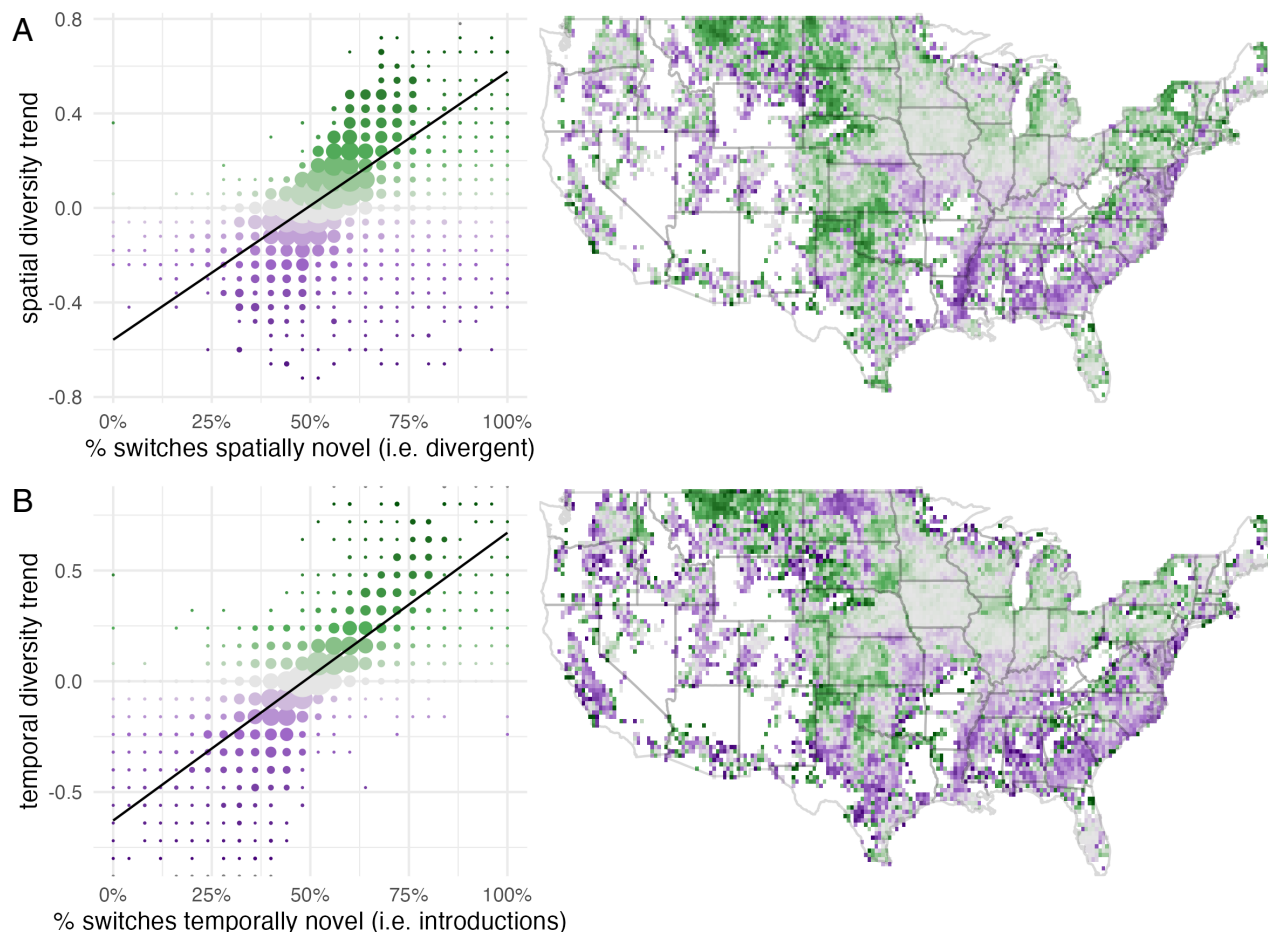 A
0.8
0.4
0.0
-0.4
-0.8
spatial diversity trend
0% 25% 50% 75% 100%
% switches spatially novel (i.e. divergent)
B
0.5
0.0
-0.5
temporal diversity trend
0% 25% 50% 75% 100%
% switches temporally novel (i.e. introductions)